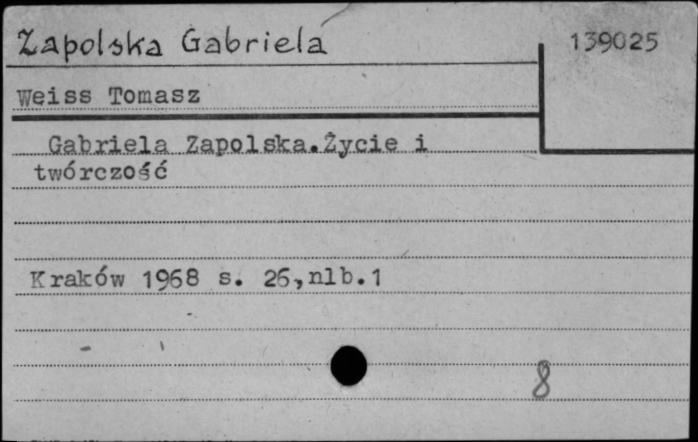 Zapolska Gabriela
139025
Weiss Tomasz
Gabriela Zapolska.Życie i
twórczość
Kraków 1968 s. 26,nlb.1
8